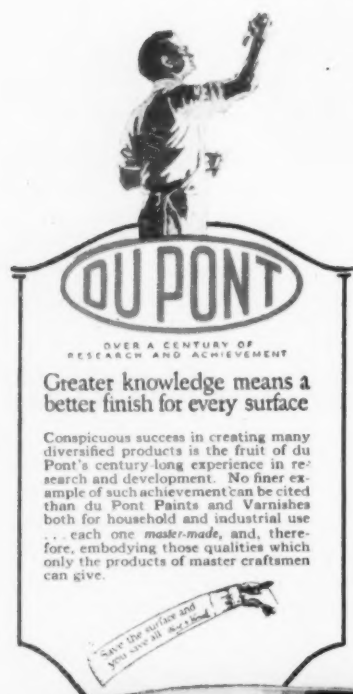 DU PONT
OVER A CENTURY OF
RESEARCH AND ACHIEVEMENT
Greater knowledge means a
better finish for every surface
Conspicuous success in creating many
diversified products is the fruit of du
Pont's century-long experience in re-
search and development. No finer ex-
ample of such achievement can be cited
than du Pont Paints and Varnishes
both for household and industrial use
... each one master-made, and, there-
fore, embodying those qualities which
only the products of master craftsmen
can give.
Save the surface and
you save all